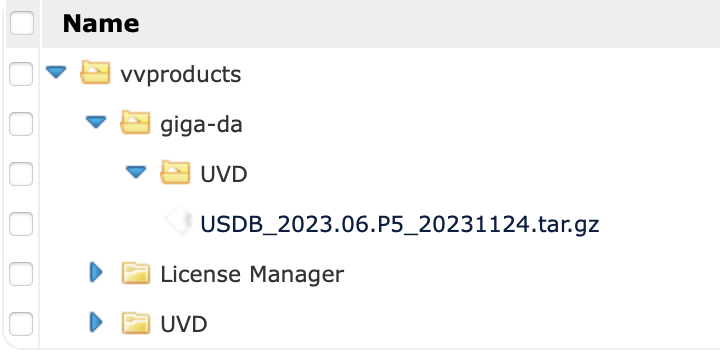 Name
vvproducts
giga-da
UVD
USDB_2023.06.P5_20231124.tar.gz
License Manager
UVD